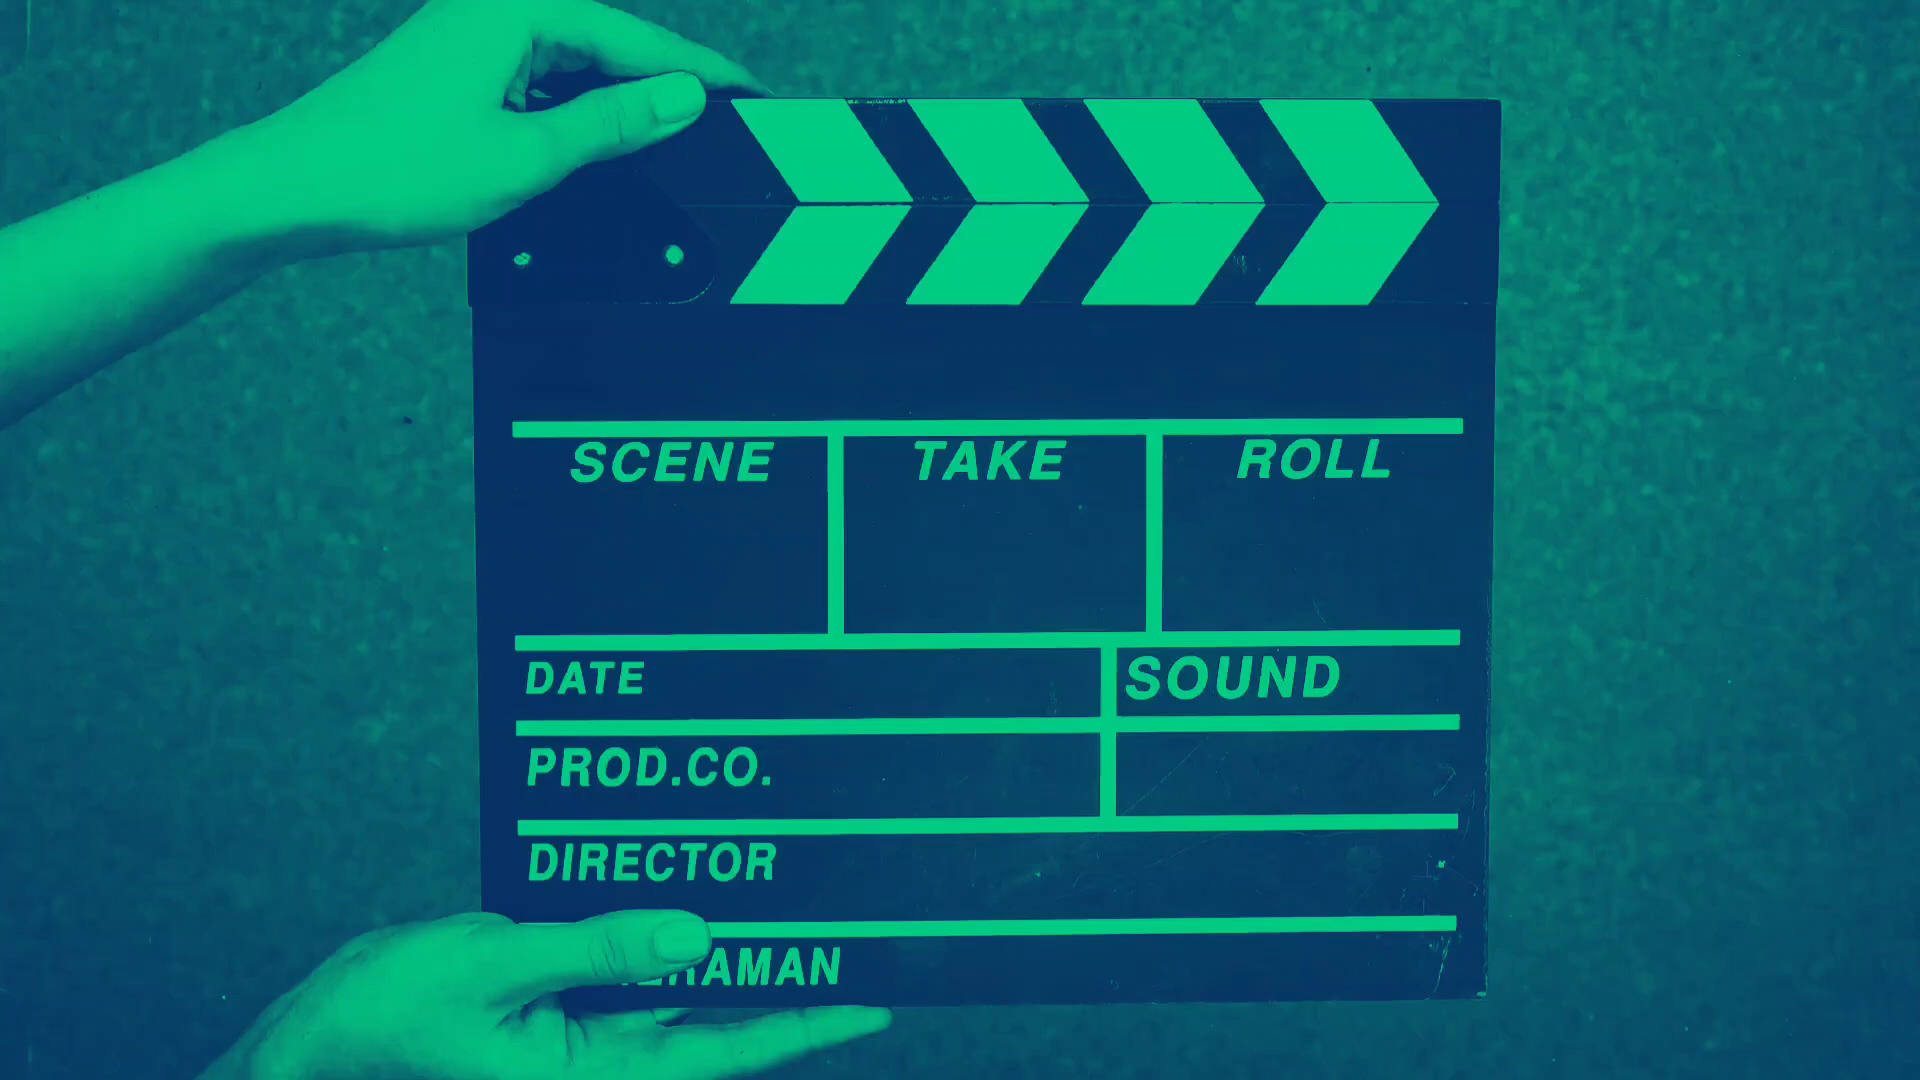 SCENE TAKE ROLL
DATE SOUND
PROD.CO.
DIRECTOR